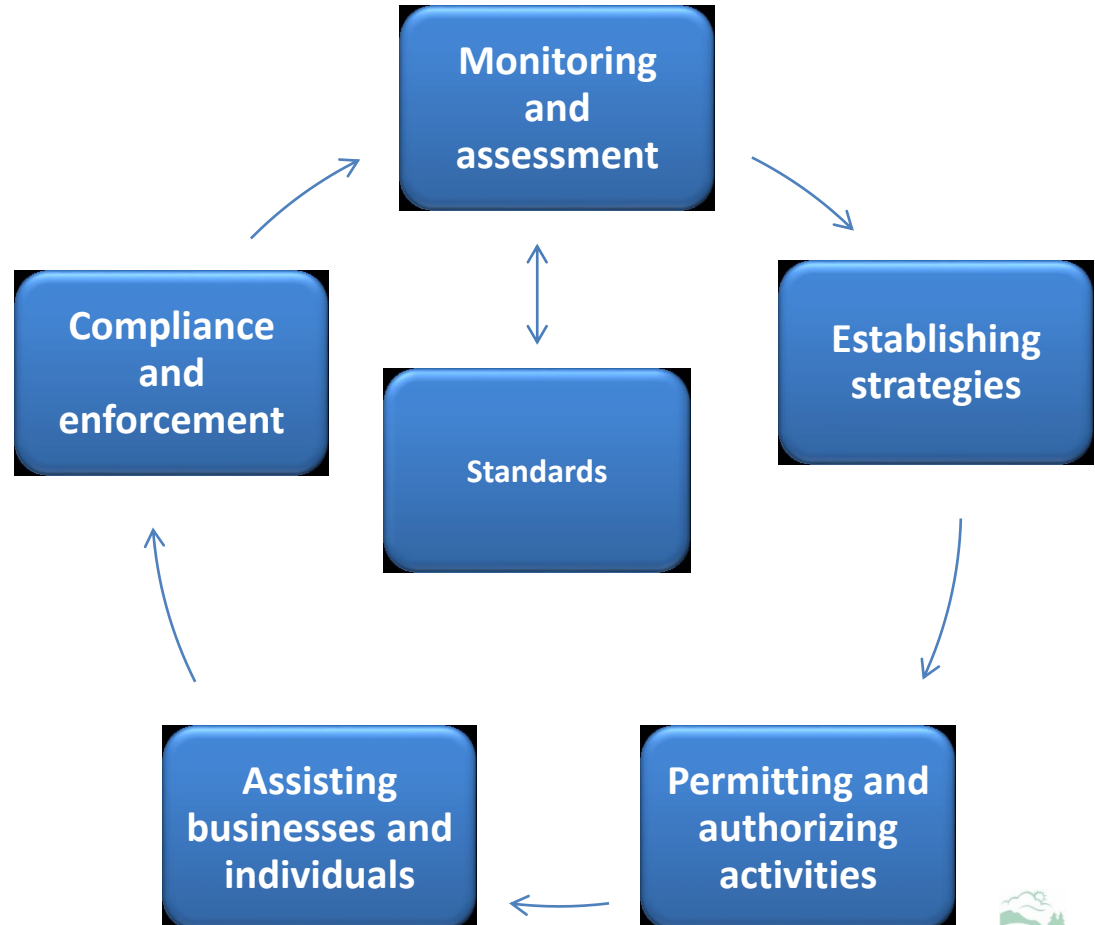 Monitoring
and
assessment
Establishing
strategies
Permitting and
authorizing
activities
Assisting
businesses and
individuals
Compliance
and
enforcement
Standards